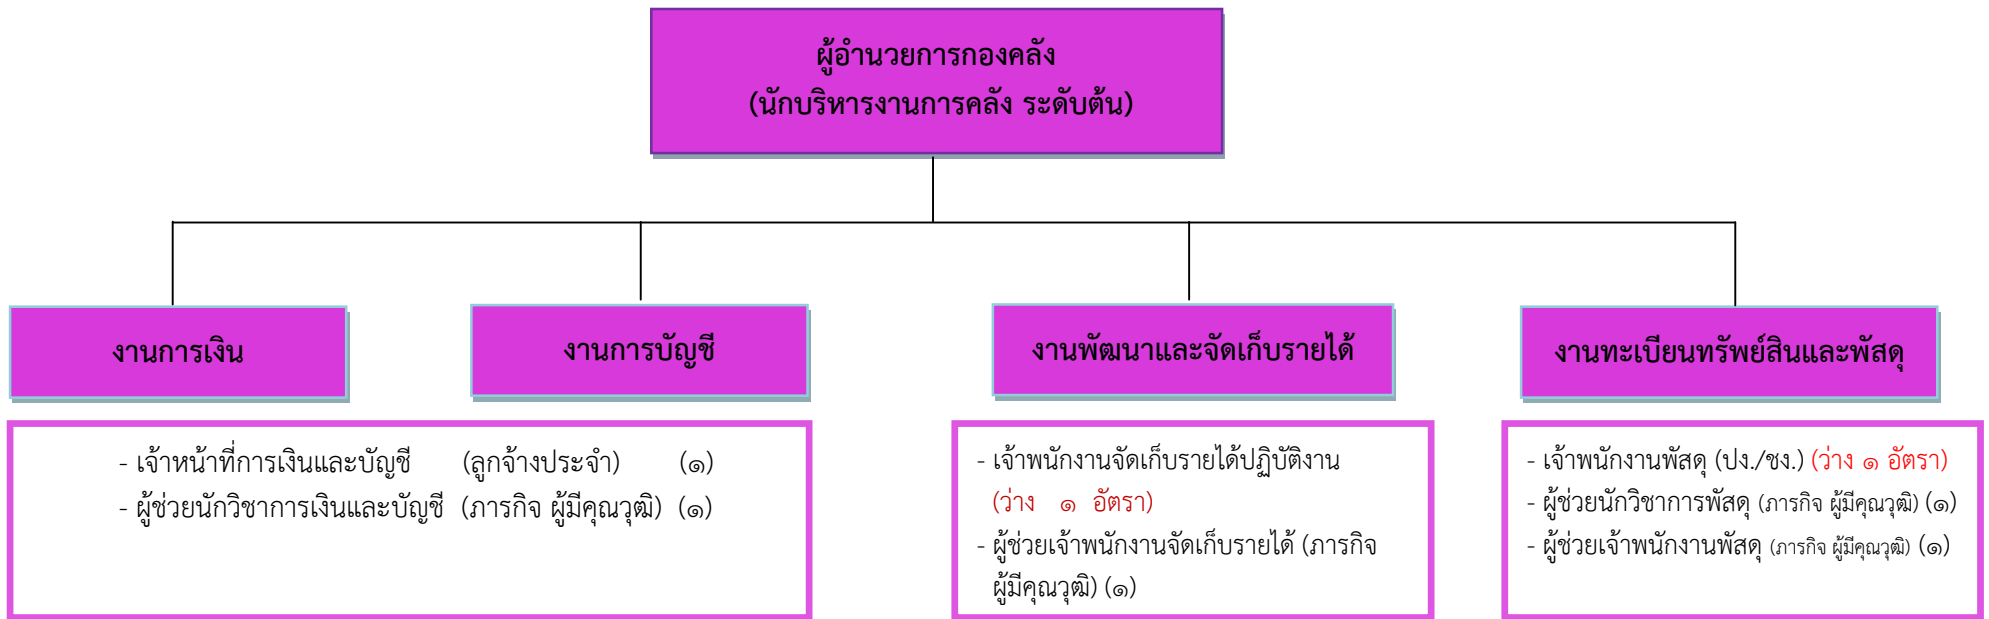 ผู้อำนวยการกองคลัง
(นักบริหารงานการคลัง ระดับต้น)
งานการเงิน
งานการบัญชี
งานพัฒนาและจัดเก็บรายได้
งานทะเบียนทรัพย์สินและพัสดุ
- เจ้าหน้าที่การเงินและบัญชี (ลูกจ้างประจำ) (๑)
- ผู้ช่วยนักวิชาการเงินและบัญชี (ภารกิจ ผู้มีคุณวุฒิ) (๑)
- เจ้าพนักงานจัดเก็บรายได้ปฏิบัติงาน
(ว่าง ๑ อัตรา)
- ผู้ช่วยเจ้าพนักงานจัดเก็บรายได้ (ภารกิจ
ผู้มีคุณวุฒิ) (๑)
- เจ้าพนักงานพัสดุ (ปง./ชง.) (ว่าง ๑ อัตรา)
- ผู้ช่วยนักวิชาการพัสดุ (ภารกิจ ผู้มีคุณวุฒิ) (๑)
- ผู้ช่วยเจ้าพนักงานพัสดุ (ภารกิจ ผู้มีคุณวุฒิ) (๑)